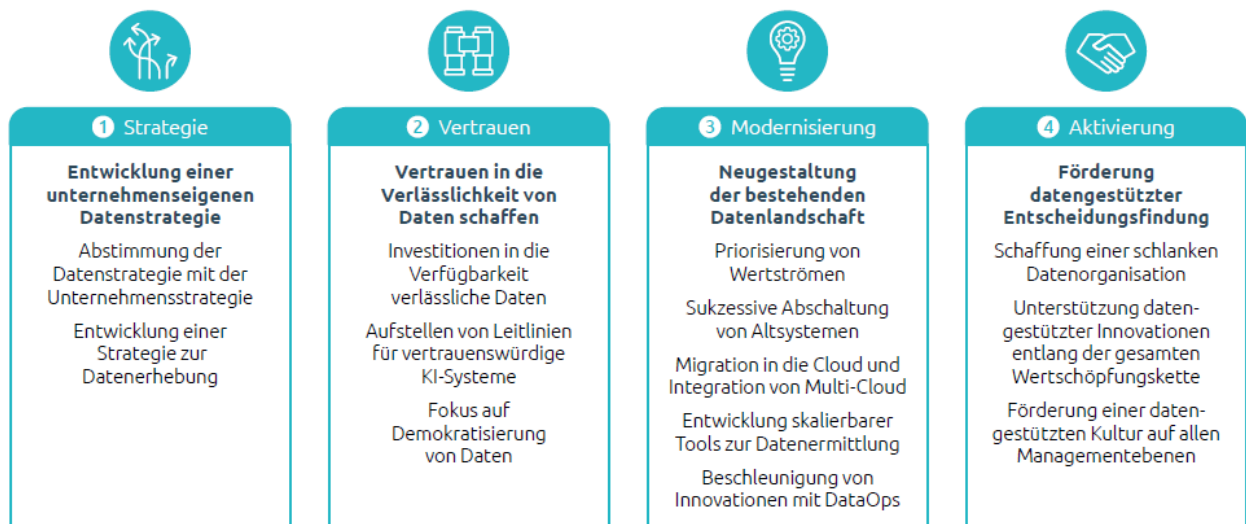 1 Strategie
Entwicklung einer
unternehmenseigenen
Datenstrategie
Abstimmung der
Datenstrategie mit der
Unternehmensstrategie
Entwicklung einer
Strategie zur
Datenerhebung
2 Vertrauen
Vertrauen in die
Verlässlichkeit von
Daten schaffen
Investitionen in die
Verfügbarkeit
verlässliche Daten
Aufstellen von Leitlinien
für vertrauenswürdige
KI-Systeme
Fokus auf
Demokratisierung
von Daten
3 Modernisierung
Neugestaltung
der bestehenden
Datenlandschaft
Priorisierung von
Wertströmen
Sukzessive Abschaltung
von Altsystemen
Migration in die Cloud und
Integration von Multi-Cloud
Entwicklung skalierbarer
Tools zur Datenermittlung
Beschleunigung von
Innovationen mit DataOps
4 Aktivierung
Förderung
datengestützter
Entscheidungsfindung
Schaffung einer schlanken
Datenorganisation
Unterstützung daten-
gestützter Innovationen
entlang der gesamten
Wertschöpfungskette
Förderung einer daten-
gestützten Kultur auf allen
Managementebenen